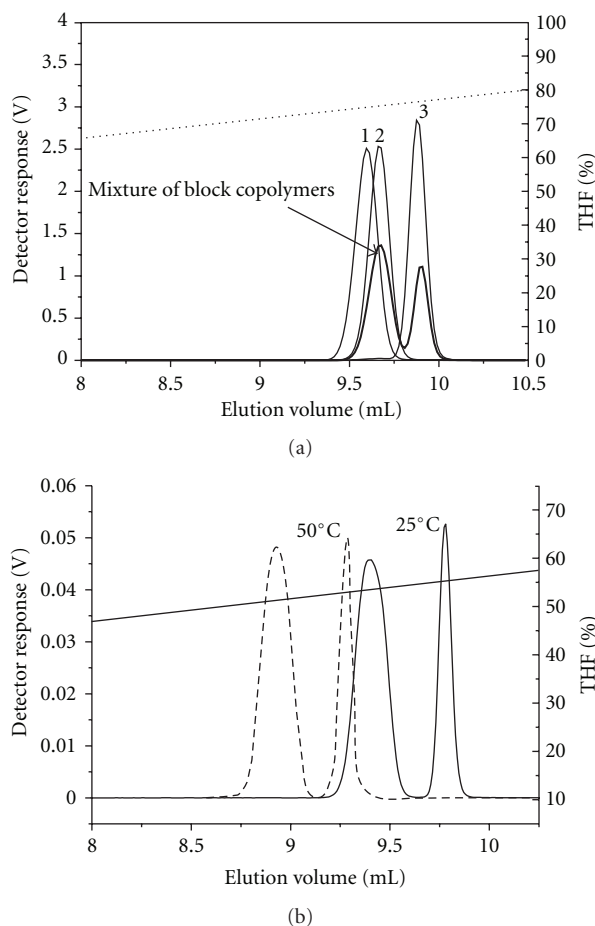 4
3.5
3
2.5
2
1.5
1
0.5
0
Detector response (V)
100
90
80
70
60
50
40
30
20
10
0
THF (%)
1 2 3
Mixture of block copolymers
8 8.5 9 9.5 10 10.5
Elution volume (mL)
(a)
0.06
0.05
0.04
0.03
0.02
0.01
0
Detector response (V)
70
60
50
40
70
20
10
THF (%)
50°C 25°C
8 9 9.5 10
Elution volume (mL)
(b)